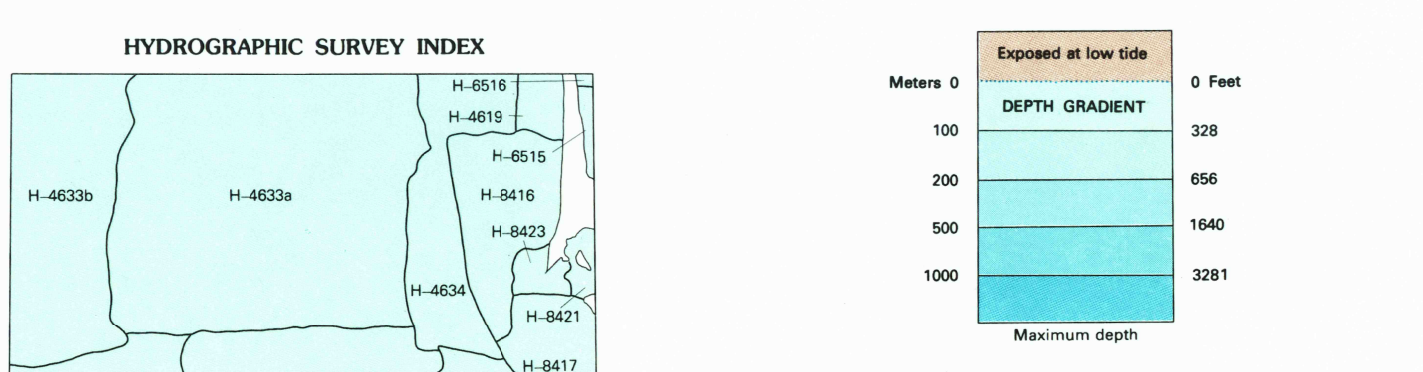 HYDROGRAPHIC SURVEY INDEX
H–6516
H–4619
H–6515
H–4633b
H–4633a
H–8416
H–8423
H–4634
H–8421
H–8417
Exposed at low tide
Meters 0
0 Feet
DEPTH GRADIENT
100
328
200
656
500
1640
1000
3281
Maximum depth